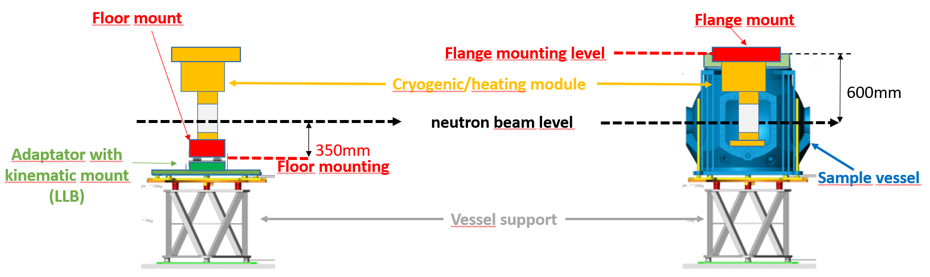 Floor mount
Flange mount
Flange mounting level
Cryogenic/heating module
600mm
neutron beam level
350mm
Floor mounting
Adaptator with
kinematic mount
(LLB)
Sample vessel
Vessel support